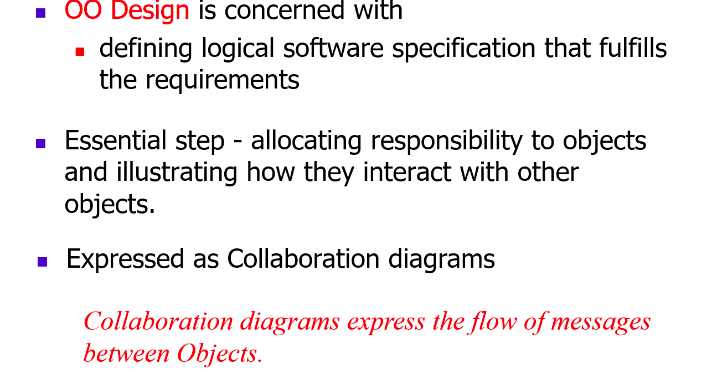 OO Design is concerned with
defining logical software specification that fulfills
the requirements
Essential step - allocating responsibility to objects
and illustrating how they interact with other
objects.
Expressed as Collaboration diagrams
Collaboration diagrams express the flow of messages
between Objects.